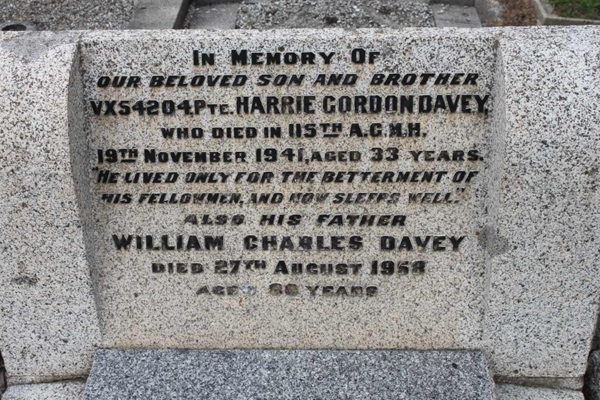 In Memory Of
OUR BELOVED SON AND BROTHER
VX54204.PTE. HARRIE GORDON DAVEY,
WHO DIED IN 115TH A.G.M.H.
19TH NOVEMBER 1941, AGED 33 YEARS.
"HE LIVED ONLY FOR THE BETTERMENT OF
HIS FELLOWMEN, AND NOW SLEEPS WELL."
ALSO HIS FATHER
WILLIAM CHARLES DAVEY
DIED 27TH AUGUST 1958
AGED YEARS